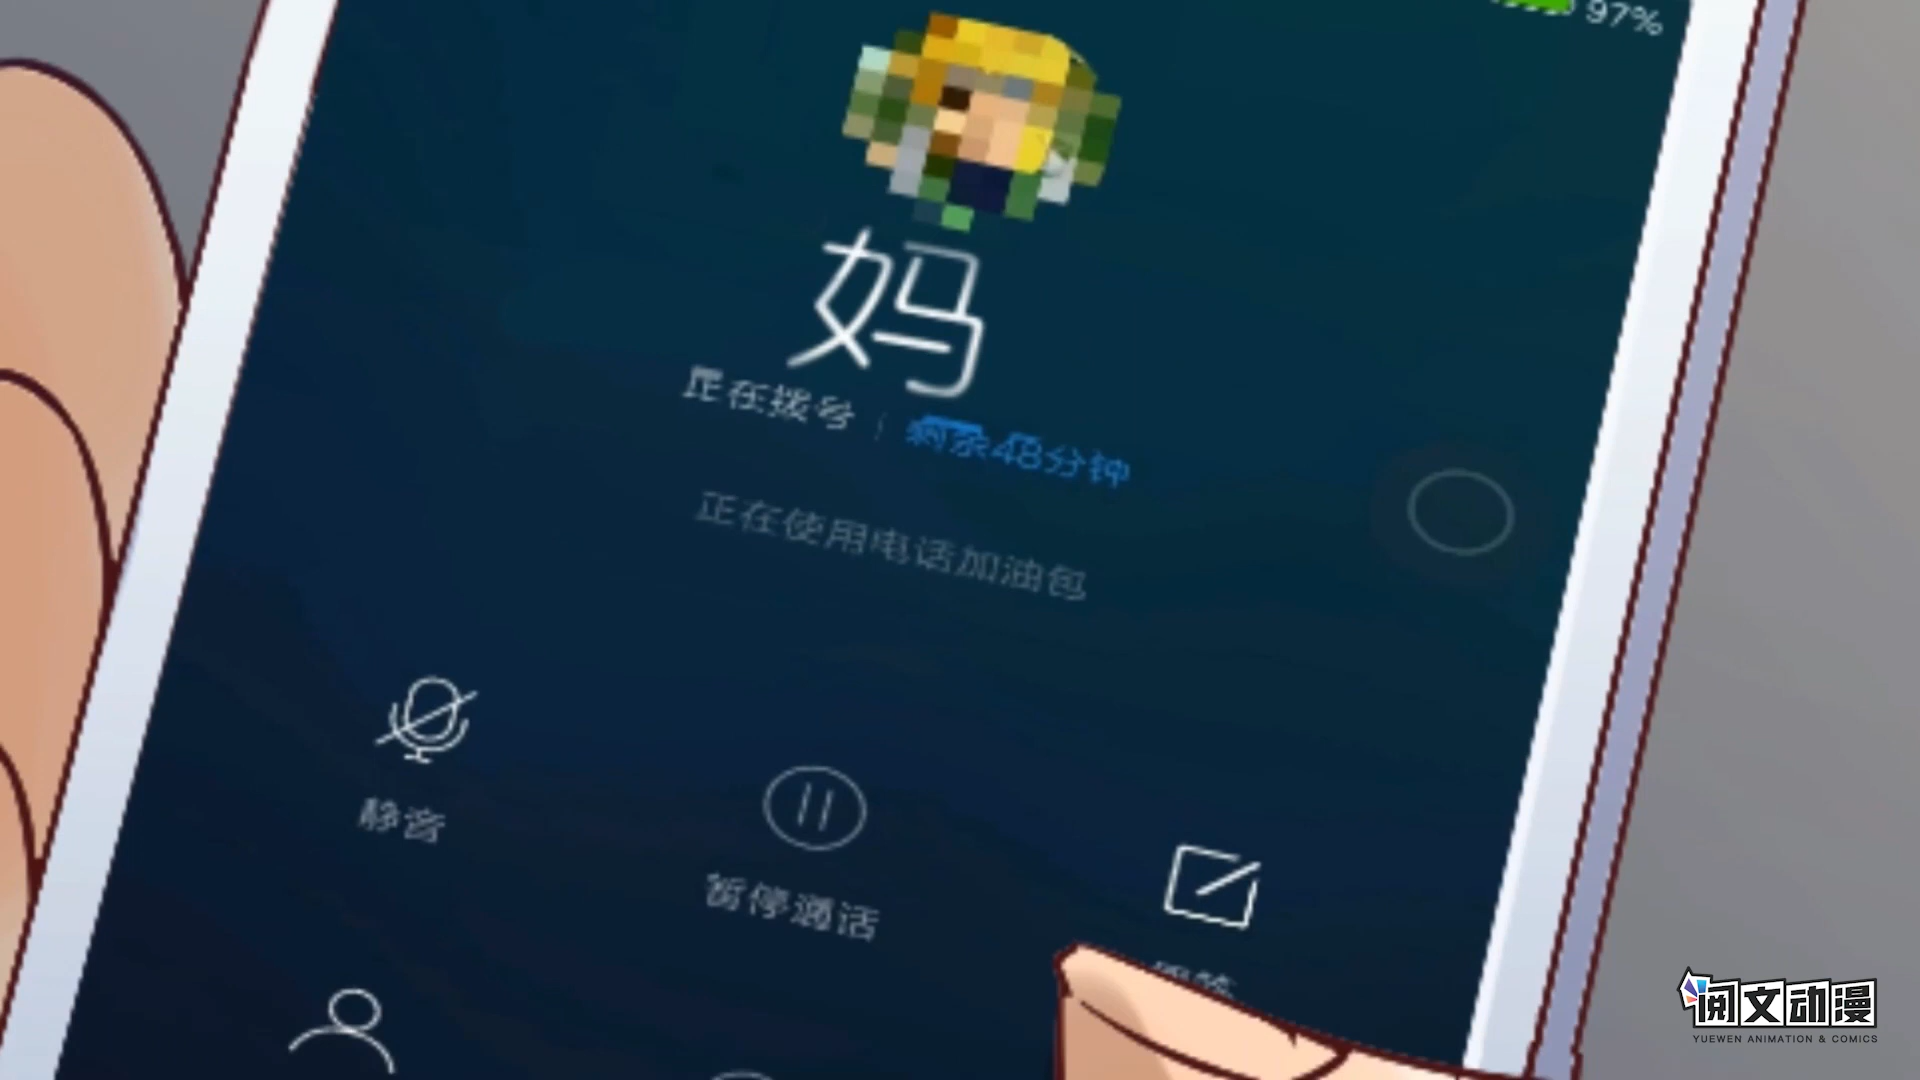 97%
妈
正在拨号 | 剩余48分钟
正在使用电话加油包
静音
暂停通话
阅文动漫
YUEWEN ANIMATION & COMICS